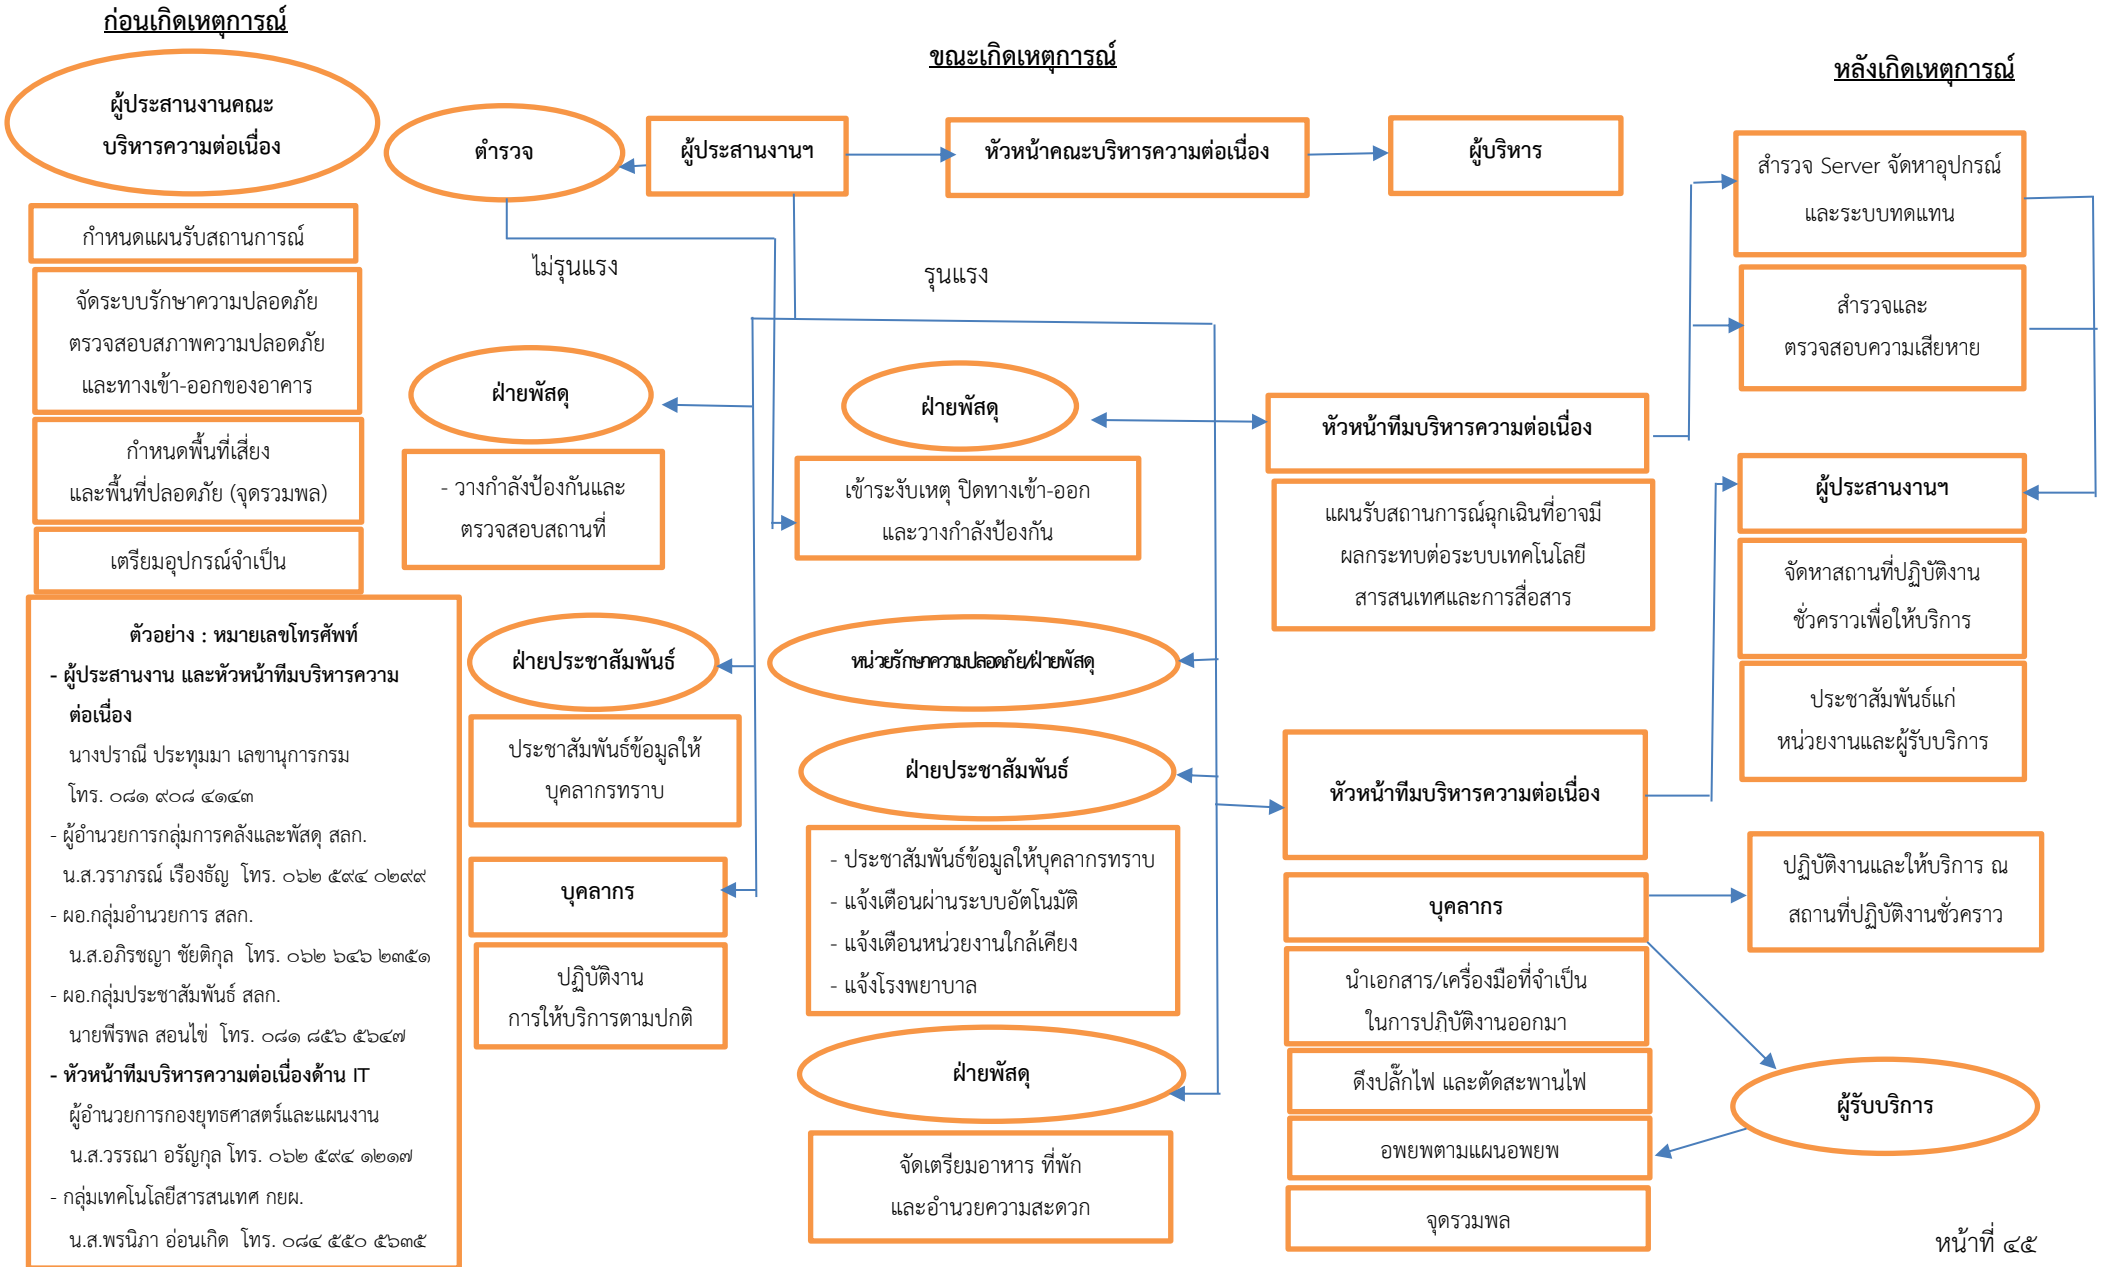 ก่อนเกิดเหตุการณ์
ผู้ประสานงานคณะ
บริหารความต่อเนื่อง
กำหนดแผนรับสถานการณ์
จัดระบบรักษาความปลอดภัย
ตรวจสอบสภาพความปลอดภัย
และทางเข้า-ออกของอาคาร
กำหนดพื้นที่เสี่ยง
และพื้นที่ปลอดภัย (จุดรวมพล)
เตรียมอุปกรณ์จำเป็น
ตัวอย่าง : หมายเลขโทรศัพท์
- ผู้ประสานงาน และหัวหน้าทีมบริหารความ
ต่อเนื่อง
นางปราณี ประทุมมา เลขานุการกรม
โทร. ๐๘๑ ๙๐๘ ๔๑๔๓
- ผู้อำนวยการกลุ่มการคลังและพัสดุ สลก.
น.ส.วราภรณ์ เรืองธัญ โทร. ๐๖๒ ๕๙๔ ๐๒๙๙
- ผอ.กลุ่มอำนวยการ สลก.
น.ส.อภิรชญา ชัยติกุล โทร. ๐๖๒ ๖๔๖ ๒๓๕๑
- ผอ.กลุ่มประชาสัมพันธ์ สลก.
นายพีรพล สอนไข่ โทร. ๐๘๑ ๘๕๖ ๕๖๔๗
- หัวหน้าทีมบริหารความต่อเนื่องด้าน IT
ผู้อำนวยการกองยุทธศาสตร์และแผนงาน
น.ส.วรรณา อรัญกุล โทร. ๐๖๒ ๕๙๔ ๑๒๑๗
- กลุ่มเทคโนโลยีสารสนเทศ กยผ.
น.ส.พรนิภา อ่อนเกิด โทร. ๐๘๔ ๕๕๐ ๕๖๓๕
ขณะเกิดเหตุการณ์
ตำรวจ
ผู้ประสานงานฯ
หัวหน้าคณะบริหารความต่อเนื่อง
ผู้บริหาร
ไม่รุนแรง
รุนแรง
ฝ่ายพัสดุ
- วางกำลังป้องกันและ
ตรวจสอบสถานที่
ฝ่ายประชาสัมพันธ์
ประชาสัมพันธ์ข้อมูลให้
บุคลากรทราบ
บุคลากร
ปฏิบัติงาน
การให้บริการตามปกติ
ฝ่ายพัสดุ
เข้าระงับเหตุ ปิดทางเข้า-ออก
และวางกำลังป้องกัน
หน่วยรักษาความปลอดภัย/ฝ่ายพัสดุ
ฝ่ายประชาสัมพันธ์
- ประชาสัมพันธ์ข้อมูลให้บุคลากรทราบ
- แจ้งเตือนผ่านระบบอัตโนมัติ
- แจ้งเตือนหน่วยงานใกล้เคียง
- แจ้งโรงพยาบาล
ฝ่ายพัสดุ
จัดเตรียมอาหาร ที่พัก
และอำนวยความสะดวก
หัวหน้าทีมบริหารความต่อเนื่อง
แผนรับสถานการณ์ฉุกเฉินที่อาจมี
ผลกระทบต่อระบบเทคโนโลยี
สารสนเทศและการสื่อสาร
หัวหน้าทีมบริหารความต่อเนื่อง
บุคลากร
นำเอกสาร/เครื่องมือที่จำเป็น
ในการปฏิบัติงานออกมา
ดึงปลั๊กไฟ และตัดสะพานไฟ
อพยพตามแผนอพยพ
จุดรวมพล
หลังเกิดเหตุการณ์
สำรวจ Server จัดหาอุปกรณ์
และระบบทดแทน
สำรวจและ
ตรวจสอบความเสียหาย
ผู้ประสานงานฯ
จัดหาสถานที่ปฏิบัติงาน
ชั่วคราวเพื่อให้บริการ
ประชาสัมพันธ์แก่
หน่วยงานและผู้รับบริการ
ปฏิบัติงานและให้บริการ ณ
สถานที่ปฏิบัติงานชั่วคราว
ผู้รับบริการ
หน้าที่ ๔๕